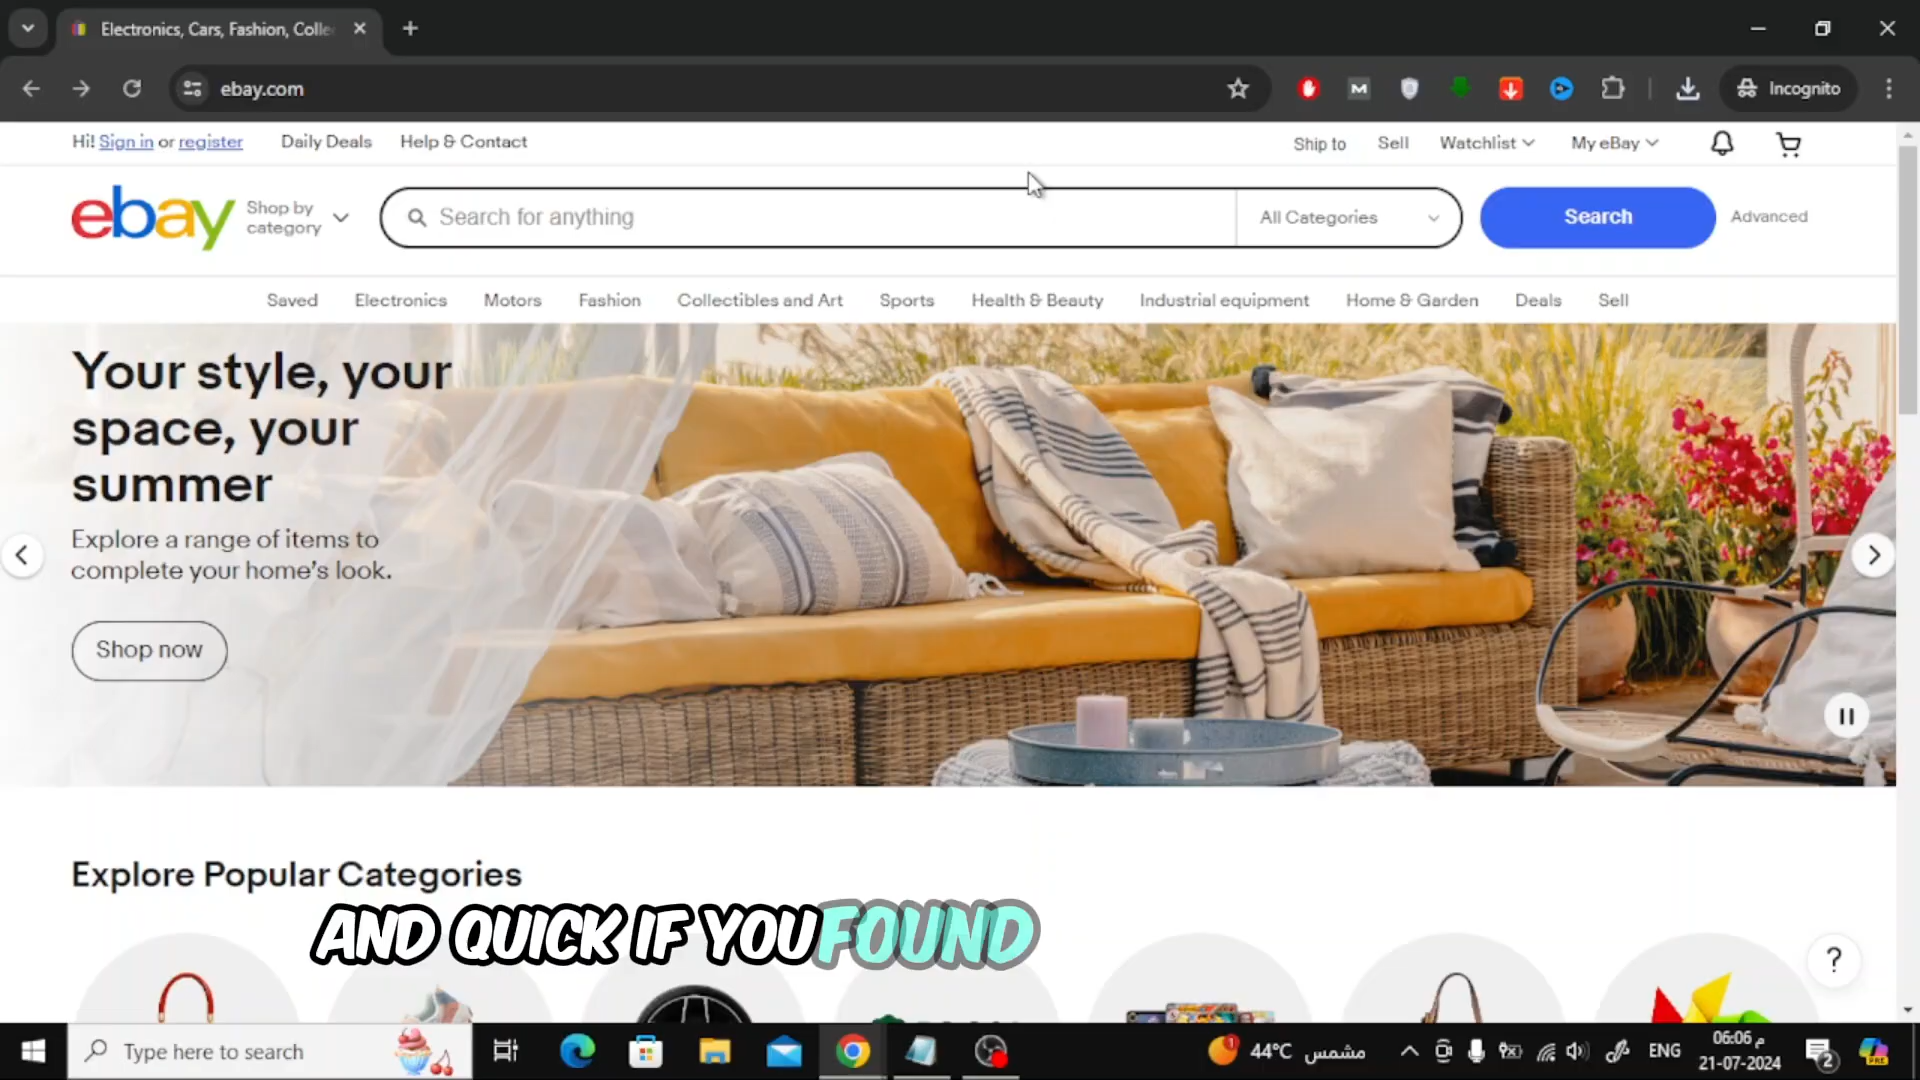 Electronics, Cars, Fashion, Colle
ebay.com
Incognito
Hi! Sign in or register
Daily Deals
Help & Contact
Ship to
Sell
Watchlist
My eBay
ebay
Shop by
category
Search for anything
All Categories
Search
Advanced
Saved
Electronics
Motors
Fashion
Collectibles and Art
Sports
Health & Beauty
Industrial equipment
Home & Garden
Deals
Sell
Your style, your
space, your
summer
Explore a range of items to
complete your home's look.
Shop now
Explore Popular Categories
AND QUICK IF YOU FOUND
?
Type here to search
44°C مشمس
ENG
06:06 م
21-07-2024
2